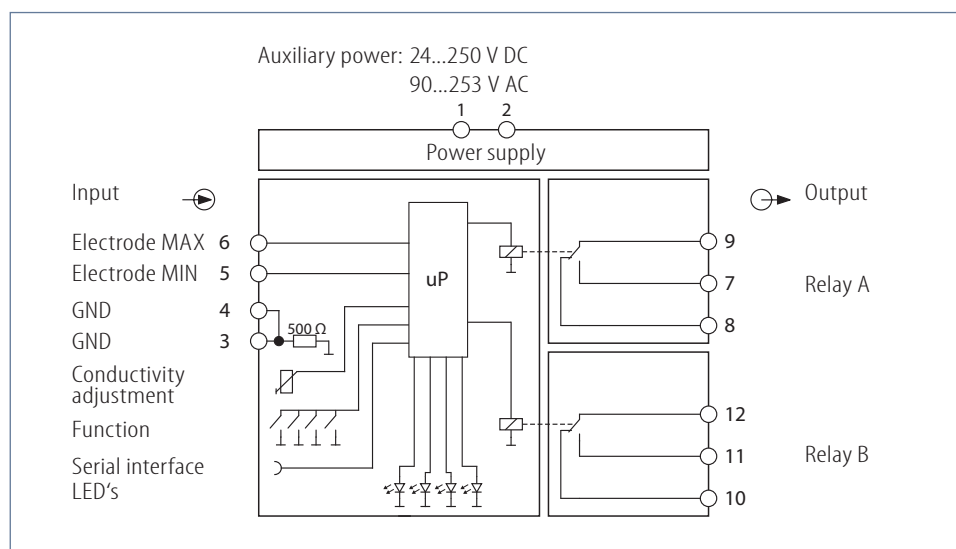 Auxiliary power: 24...250 V DC
90...253 V AC
1 2
Power supply
Input
Output
Electrode MAX 6
9
Electrode MIN 5
uP
7
Relay A
GND 4
GND 3
500 Ω
8
Conductivity
adjustment
12
Function
11
Relay B
Serial interface
LED‘s
10